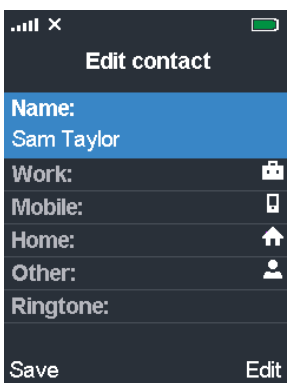 Edit contact
Name:
Sam Taylor
Work:
Mobile:
Home:
Other:
Ringtone:
Save Edit